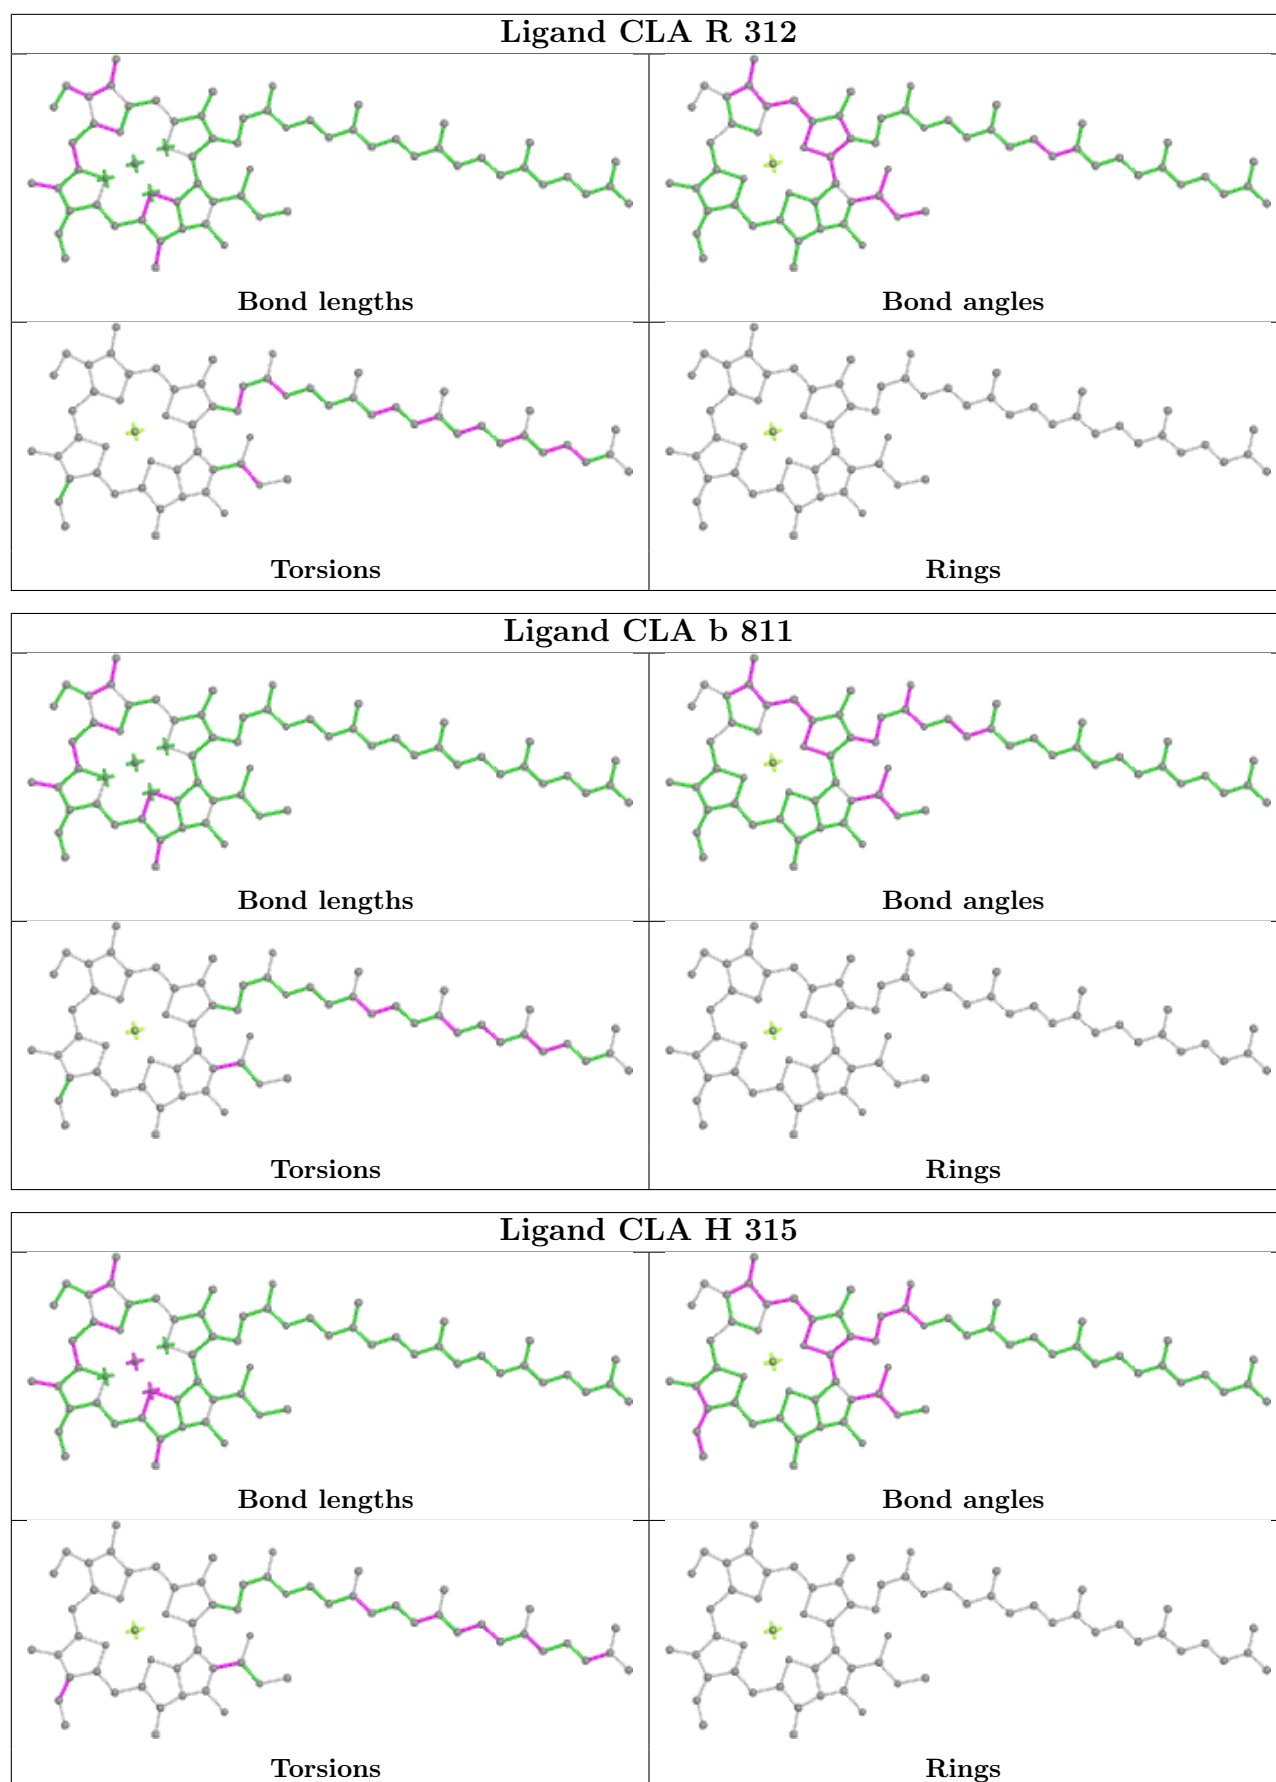 Ligand CLA R 312
Bond lengths
Bond angles
Torsions
Rings
Ligand CLA b 811
Bond lengths
Bond angles
Torsions
Rings
Ligand CLA H 315
Bond lengths
Bond angles
Torsions
Rings